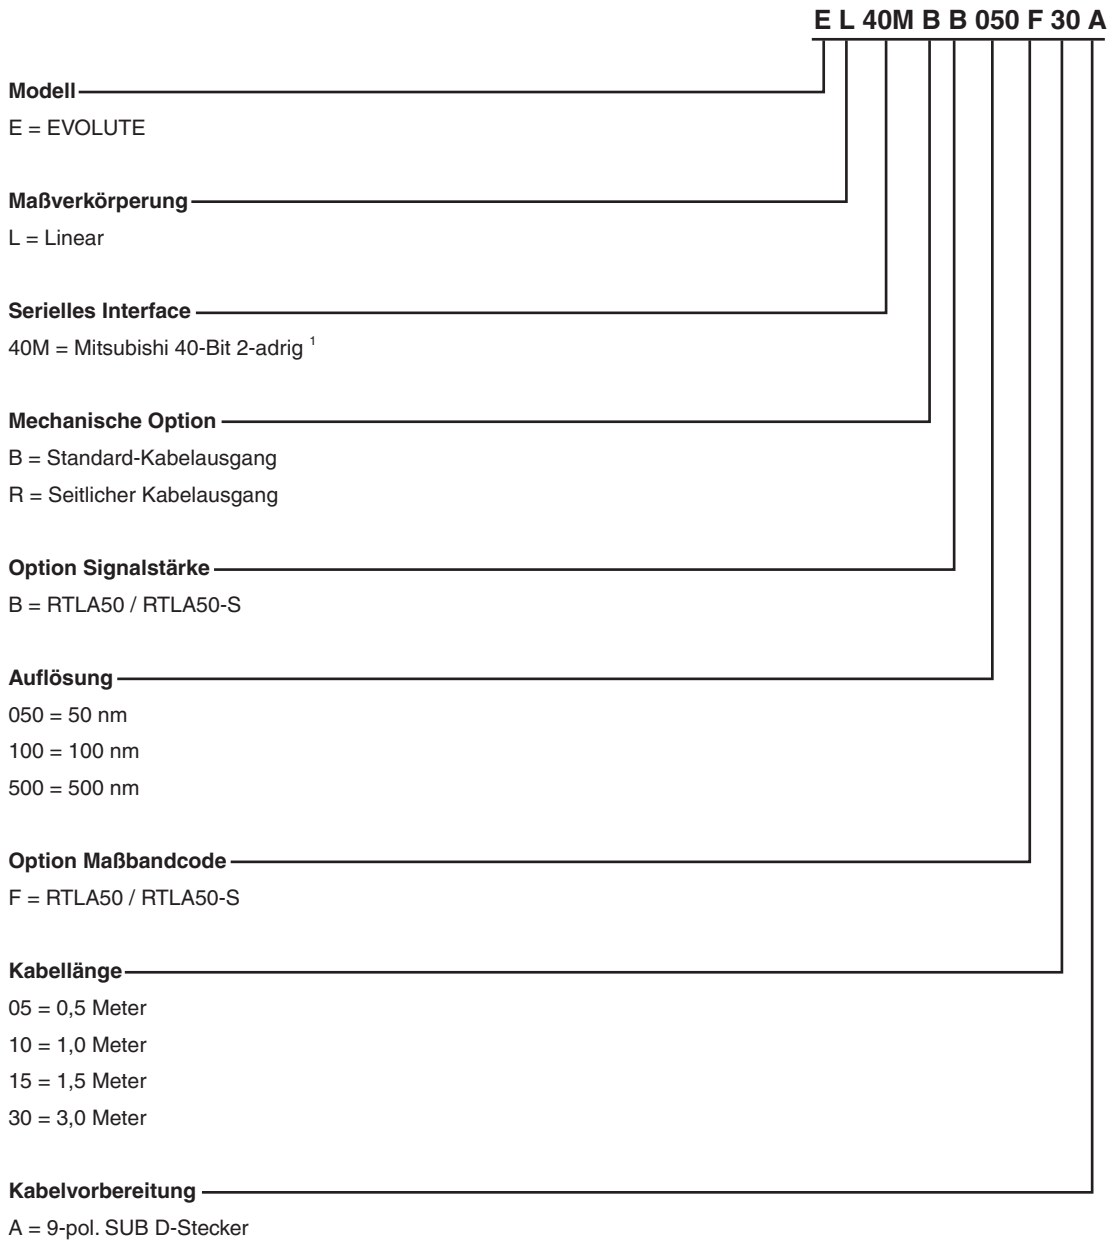 E L 40M B B 050 F 30 A
Modell
E = EVOLUTE
Maßverkörperung
L = Linear
Serielles Interface
40M = Mitsubishi 40-Bit 2-adrig ¹
Mechanische Option
B = Standard-Kabelausgang
R = Seitlicher Kabelausgang
Option Signalstärke
B = RTLA50 / RTLA50-S
Auflösung
050 = 50 nm
100 = 100 nm
500 = 500 nm
Option Maßbandcode
F = RTLA50 / RTLA50-S
Kabellänge
05 = 0,5 Meter
10 = 1,0 Meter
15 = 1,5 Meter
30 = 3,0 Meter
Kabelvorbereitung
A = 9-pol. SUB D-Stecker